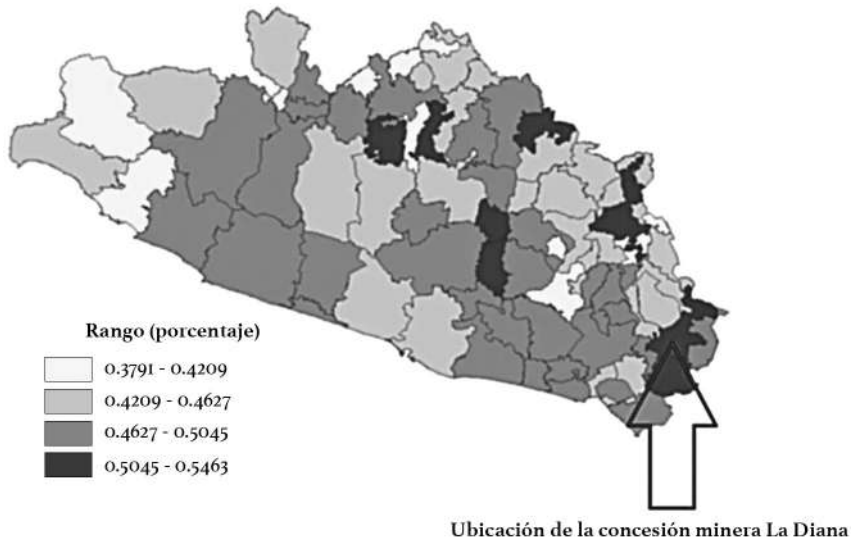 Rango (porcentaje)
0.3791 - 0.4209
0.4209 - 0.4627
0.4627 - 0.5045
0.5045 - 0.5463
Ubicación de la concesión minera La Diana